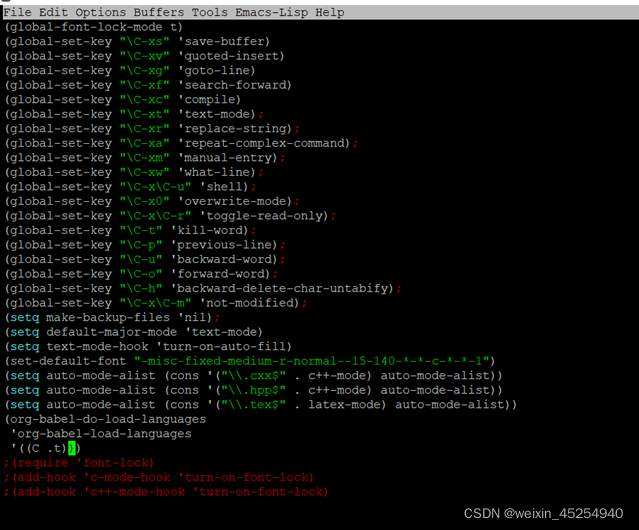 File Edit Options Buffers Tools Emacs-Lisp Help
(global-font-lock-mode t)
(global-set-key "\C-xs" 'save-buffer)
(global-set-key "\C-xv" 'quoted-insert)
(global-set-key "\C-xg" 'goto-line)
(global-set-key "\C-xf" 'search-forward)
(global-set-key "\C-xc" 'compile)
(global-set-key "\C-xt" 'text-mode);
(global-set-key "\C-xr" 'replace-string);
(global-set-key "\C-xa" 'repeat-complex-command);
(global-set-key "\C-xm" 'manual-entry);
(global-set-key "\C-xw" 'what-line);
(global-set-key "\C-x\C-u" 'shell);
(global-set-key "\C-x0" 'overwrite-mode);
(global-set-key "\C-x\C-r" 'toggle-read-only);
(global-set-key "\C-t" 'kill-word);
(global-set-key "\C-p" 'previous-line);
(global-set-key "\C-u" 'backward-word);
(global-set-key "\C-o" 'forward-word);
(global-set-key "\C-h" 'backward-delete-char-untabify);
(global-set-key "\C-x\C-m" 'not-modified);
(setq make-backup-files 'nil);
(setq default-major-mode 'text-mode)
(setq text-mode-hook 'turn-on-auto-fill)
(set-default-font "-misc-fixed-medium-r-normal--15-140-*-*-c-*-*-1")
(setq auto-mode-alist (cons '("\\.cxx$" . c++-mode) auto-mode-alist))
(setq auto-mode-alist (cons '("\\.hpp$" . c++-mode) auto-mode-alist))
(setq auto-mode-alist (cons '("\\.tex$" . latex-mode) auto-mode-alist))
(org-babel-do-load-languages
'org-babel-load-languages
'((C .t)))
;(require 'font-lock)
;(add-hook 'c-mode-hook 'turn-on-font-lock)
;(add-hook 'c++-mode-hook 'turn-on-font-lock)
CSDN @weixin_45254940